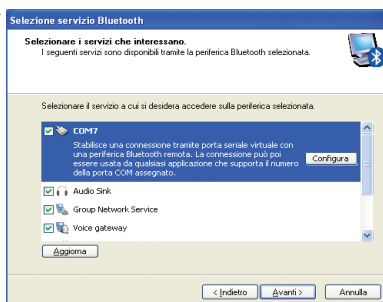 Selezione servizio Bluetooth
Selezionare i servizi che interessano.
I seguenti servizi sono disponibili tramite la periferica Bluetooth selezionata.
Selezionare il servizio a cui si desidera accedere sulla periferica selezionata.
COM7
Stabilisce una connessione tramite porta seriale virtuale con
una periferica Bluetooth remota. La connessione può poi
essere usata da qualsiasi applicazione che supporta il numero
della porta COM assegnato.
Configura
Audio Sink
Group Network Service
Voice gateway
Aggiorna
< Indietro
Avanti >
Annulla